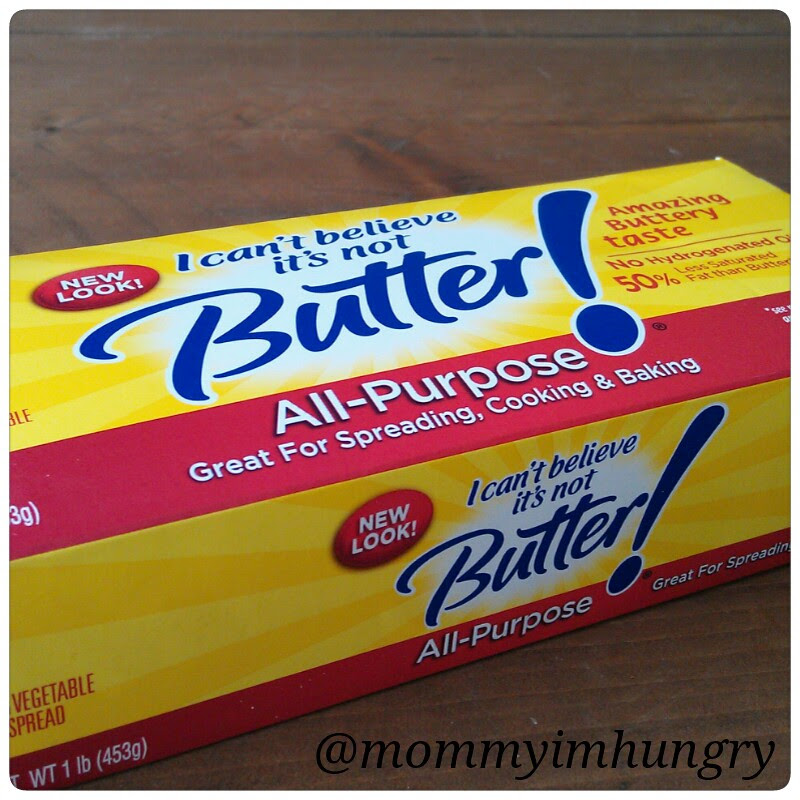 NEW
LOOK!
I can't believe
it's not
Butter!
®
Amazing
Buttery
taste
No Hydrogenated
50% Less Saturated
Fat than Butter
*see
All-Purpose
Great For Spreading, Cooking & Baking
NEW
LOOK!
I can't believe
it's not
Butter!
®
All-Purpose
Great For Spreading
VEGETABLE
SPREAD
WT 1 lb (453g)
@mommyimhungry